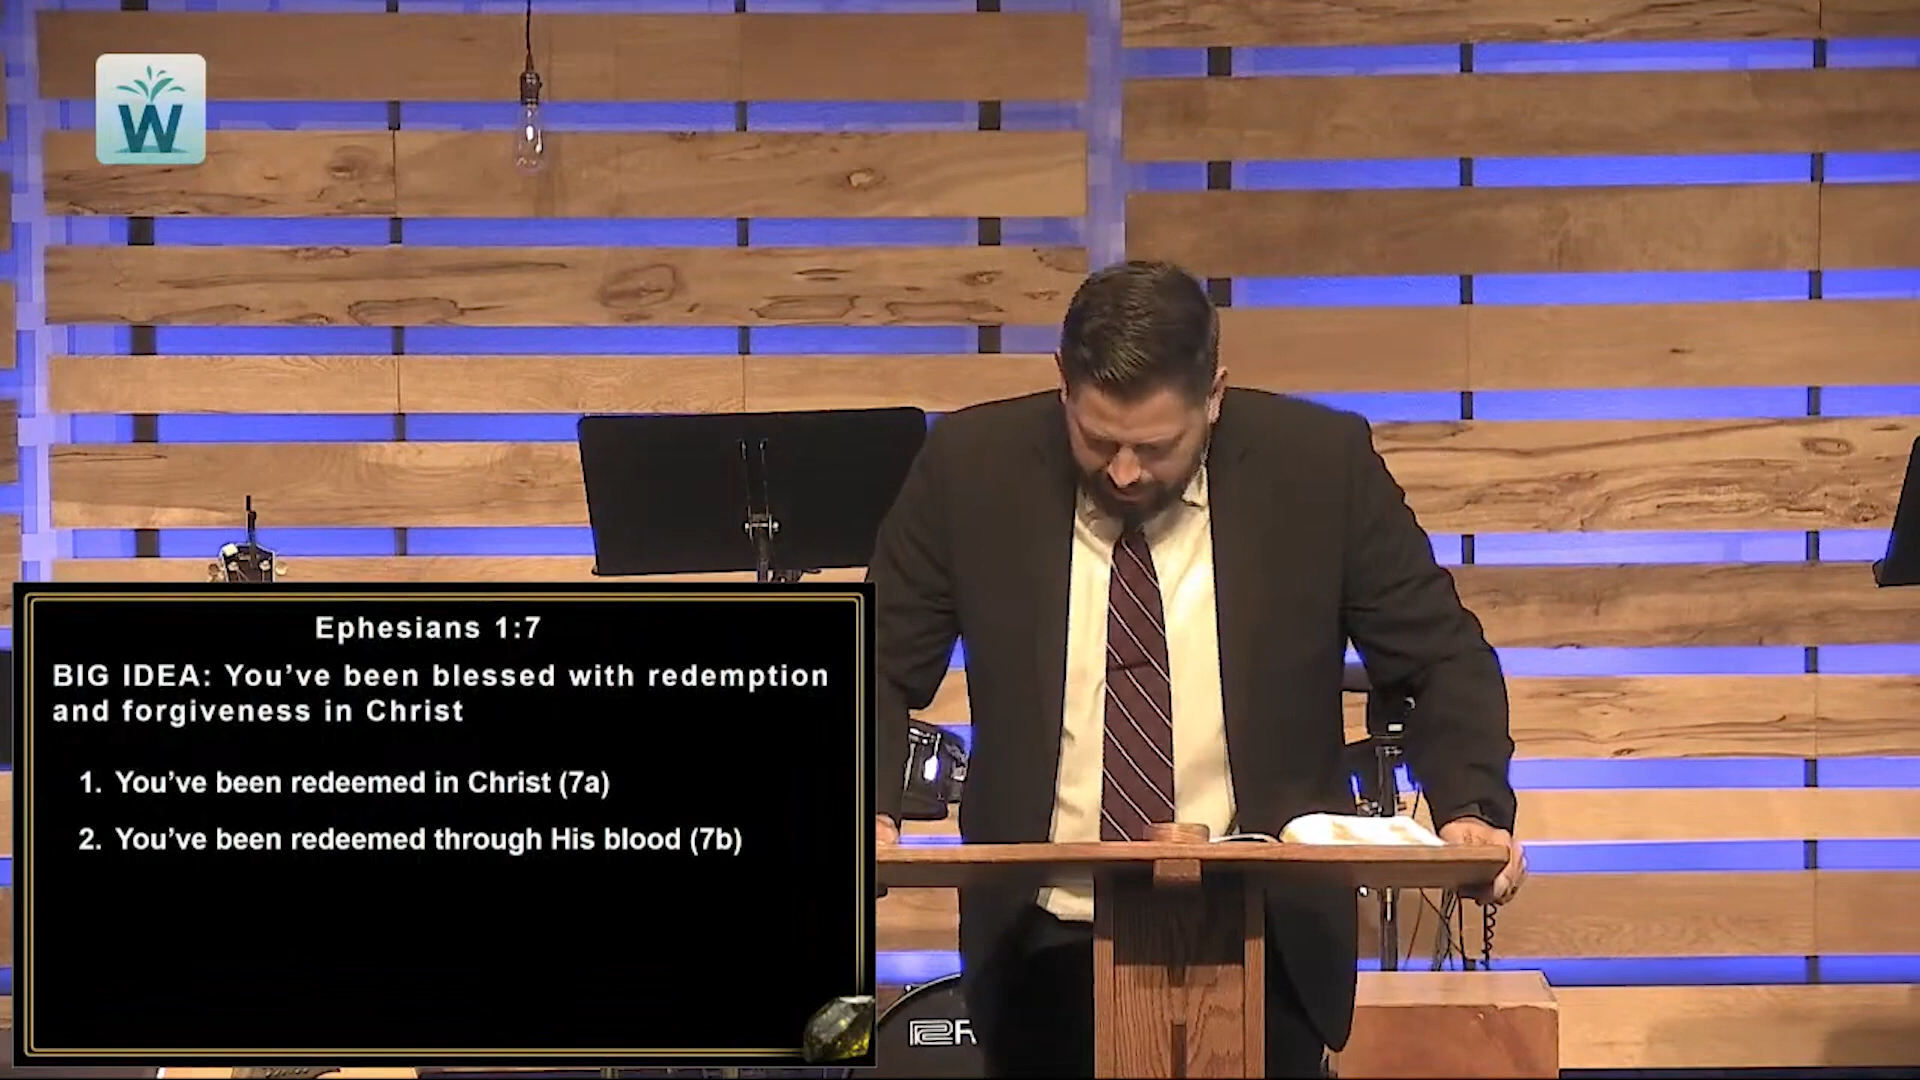 W
Ephesians 1:7
BIG IDEA: You’ve been blessed with redemption
and forgiveness in Christ
1. You’ve been redeemed in Christ (7a)
2. You’ve been redeemed through His blood (7b)